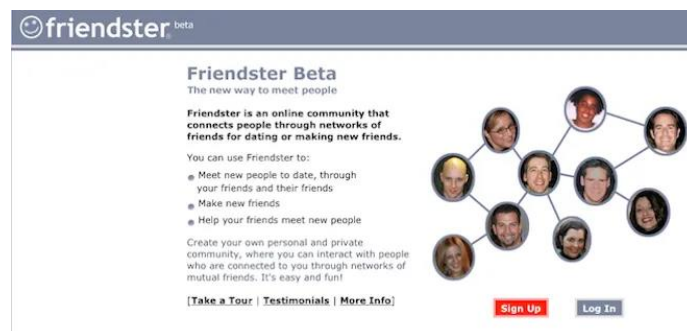 friendster® beta
Friendster Beta
The new way to meet people
Friendster is an online community that
connects people through networks of
friends for dating or making new friends.
You can use Friendster to:
Meet new people to date, through
your friends and their friends
Make new friends
Help your friends meet new people
Create your own personal and private
community, where you can interact with people
who are connected to you through networks of
mutual friends. It's easy and fun!
[Take a Tour | Testimonials | More Info]
Sign Up
Log In